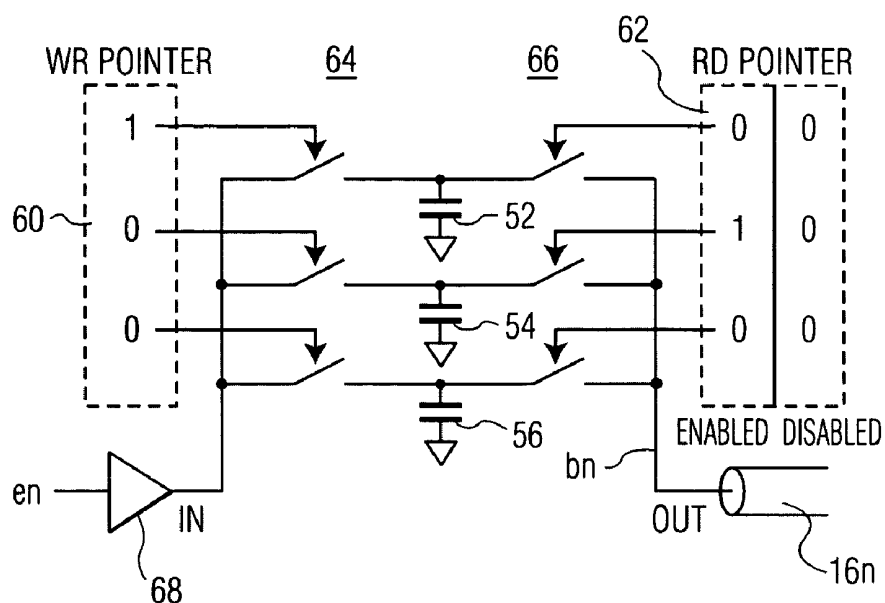 64 66 62
WR POINTER RD POINTER
1 0 0
52
60 0 1 0
54
0 0 0
56 ENABLED DISABLED
bn
en IN OUT
68 16n